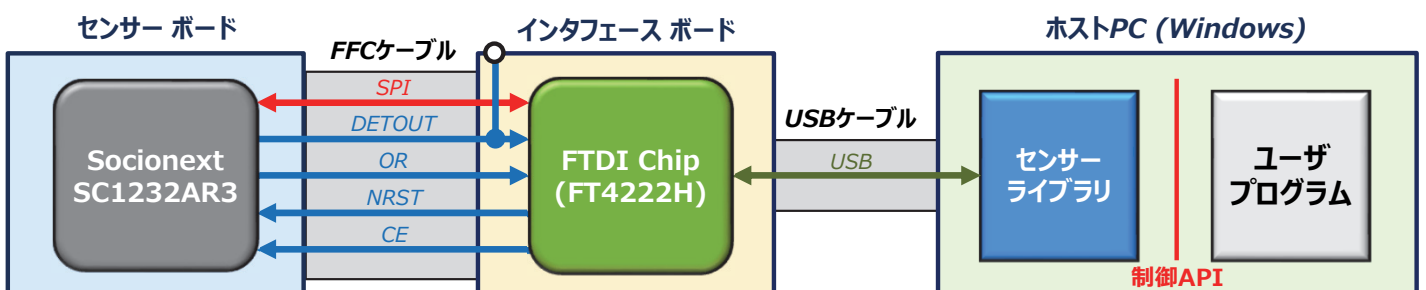 センサー ボード
FFCケーブル
インタフェース ボード
ホストPC (Windows)
SPI
DETOUT
OR
NRST
CE
Socionext
SC1232AR3
FTDI Chip
(FT4222H)
USBケーブル
USB
センサー
ライブラリ
ユーザ
プログラム
制御API